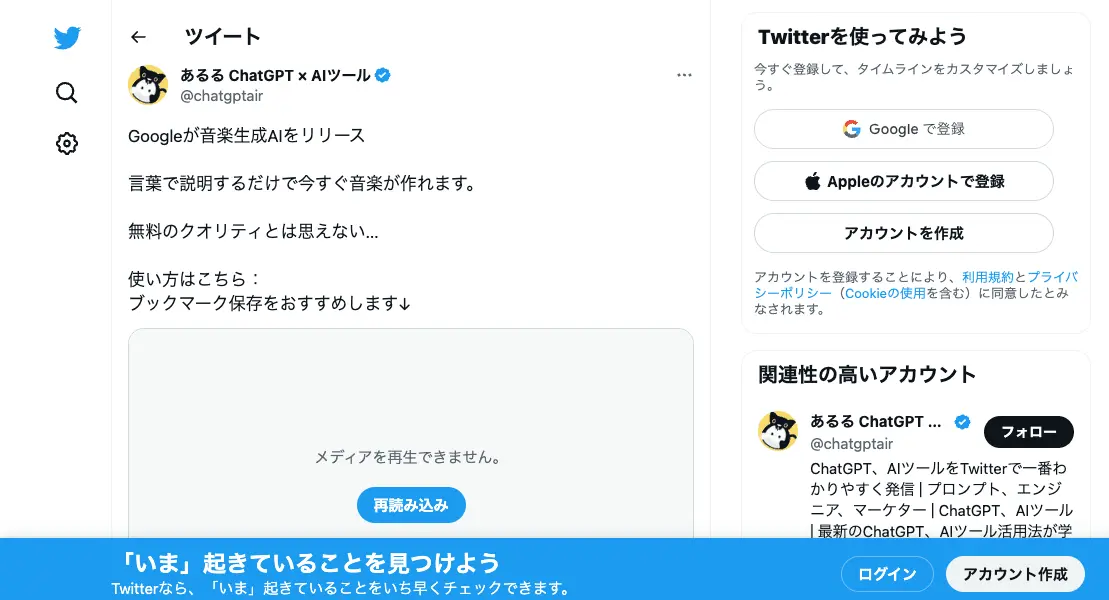 ツイート
あるる ChatGPT × AIツール
@chatgptair
Googleが音楽生成AIをリリース
言葉で説明するだけで今すぐ音楽が作れます。
無料のクオリティとは思えない...
使い方はこちら：
ブックマーク保存をおすすめします↓
メディアを再生できません。
再読み込み
Twitterを使ってみよう
今すぐ登録して、タイムラインをカスタマイズしましょ
う。
Google で登録
Appleのアカウントで登録
アカウントを作成
アカウントを登録することにより、利用規約とプライバ
シーポリシー（Cookieの使用を含む）に同意したとみ
なされます。
関連性の高いアカウント
あるる ChatGPT ...
@chatgptair
フォロー
ChatGPT、AIツールをTwitterで一番わ
かりやすく発信 | プロンプト、エンジ
ニア、マーケター | ChatGPT、AIツール
| 最新のChatGPT、AIツール活用法が学
「いま」起きていることを見つけよう
Twitterなら、「いま」起きていることをいち早くチェックできます。
ログイン
アカウント作成